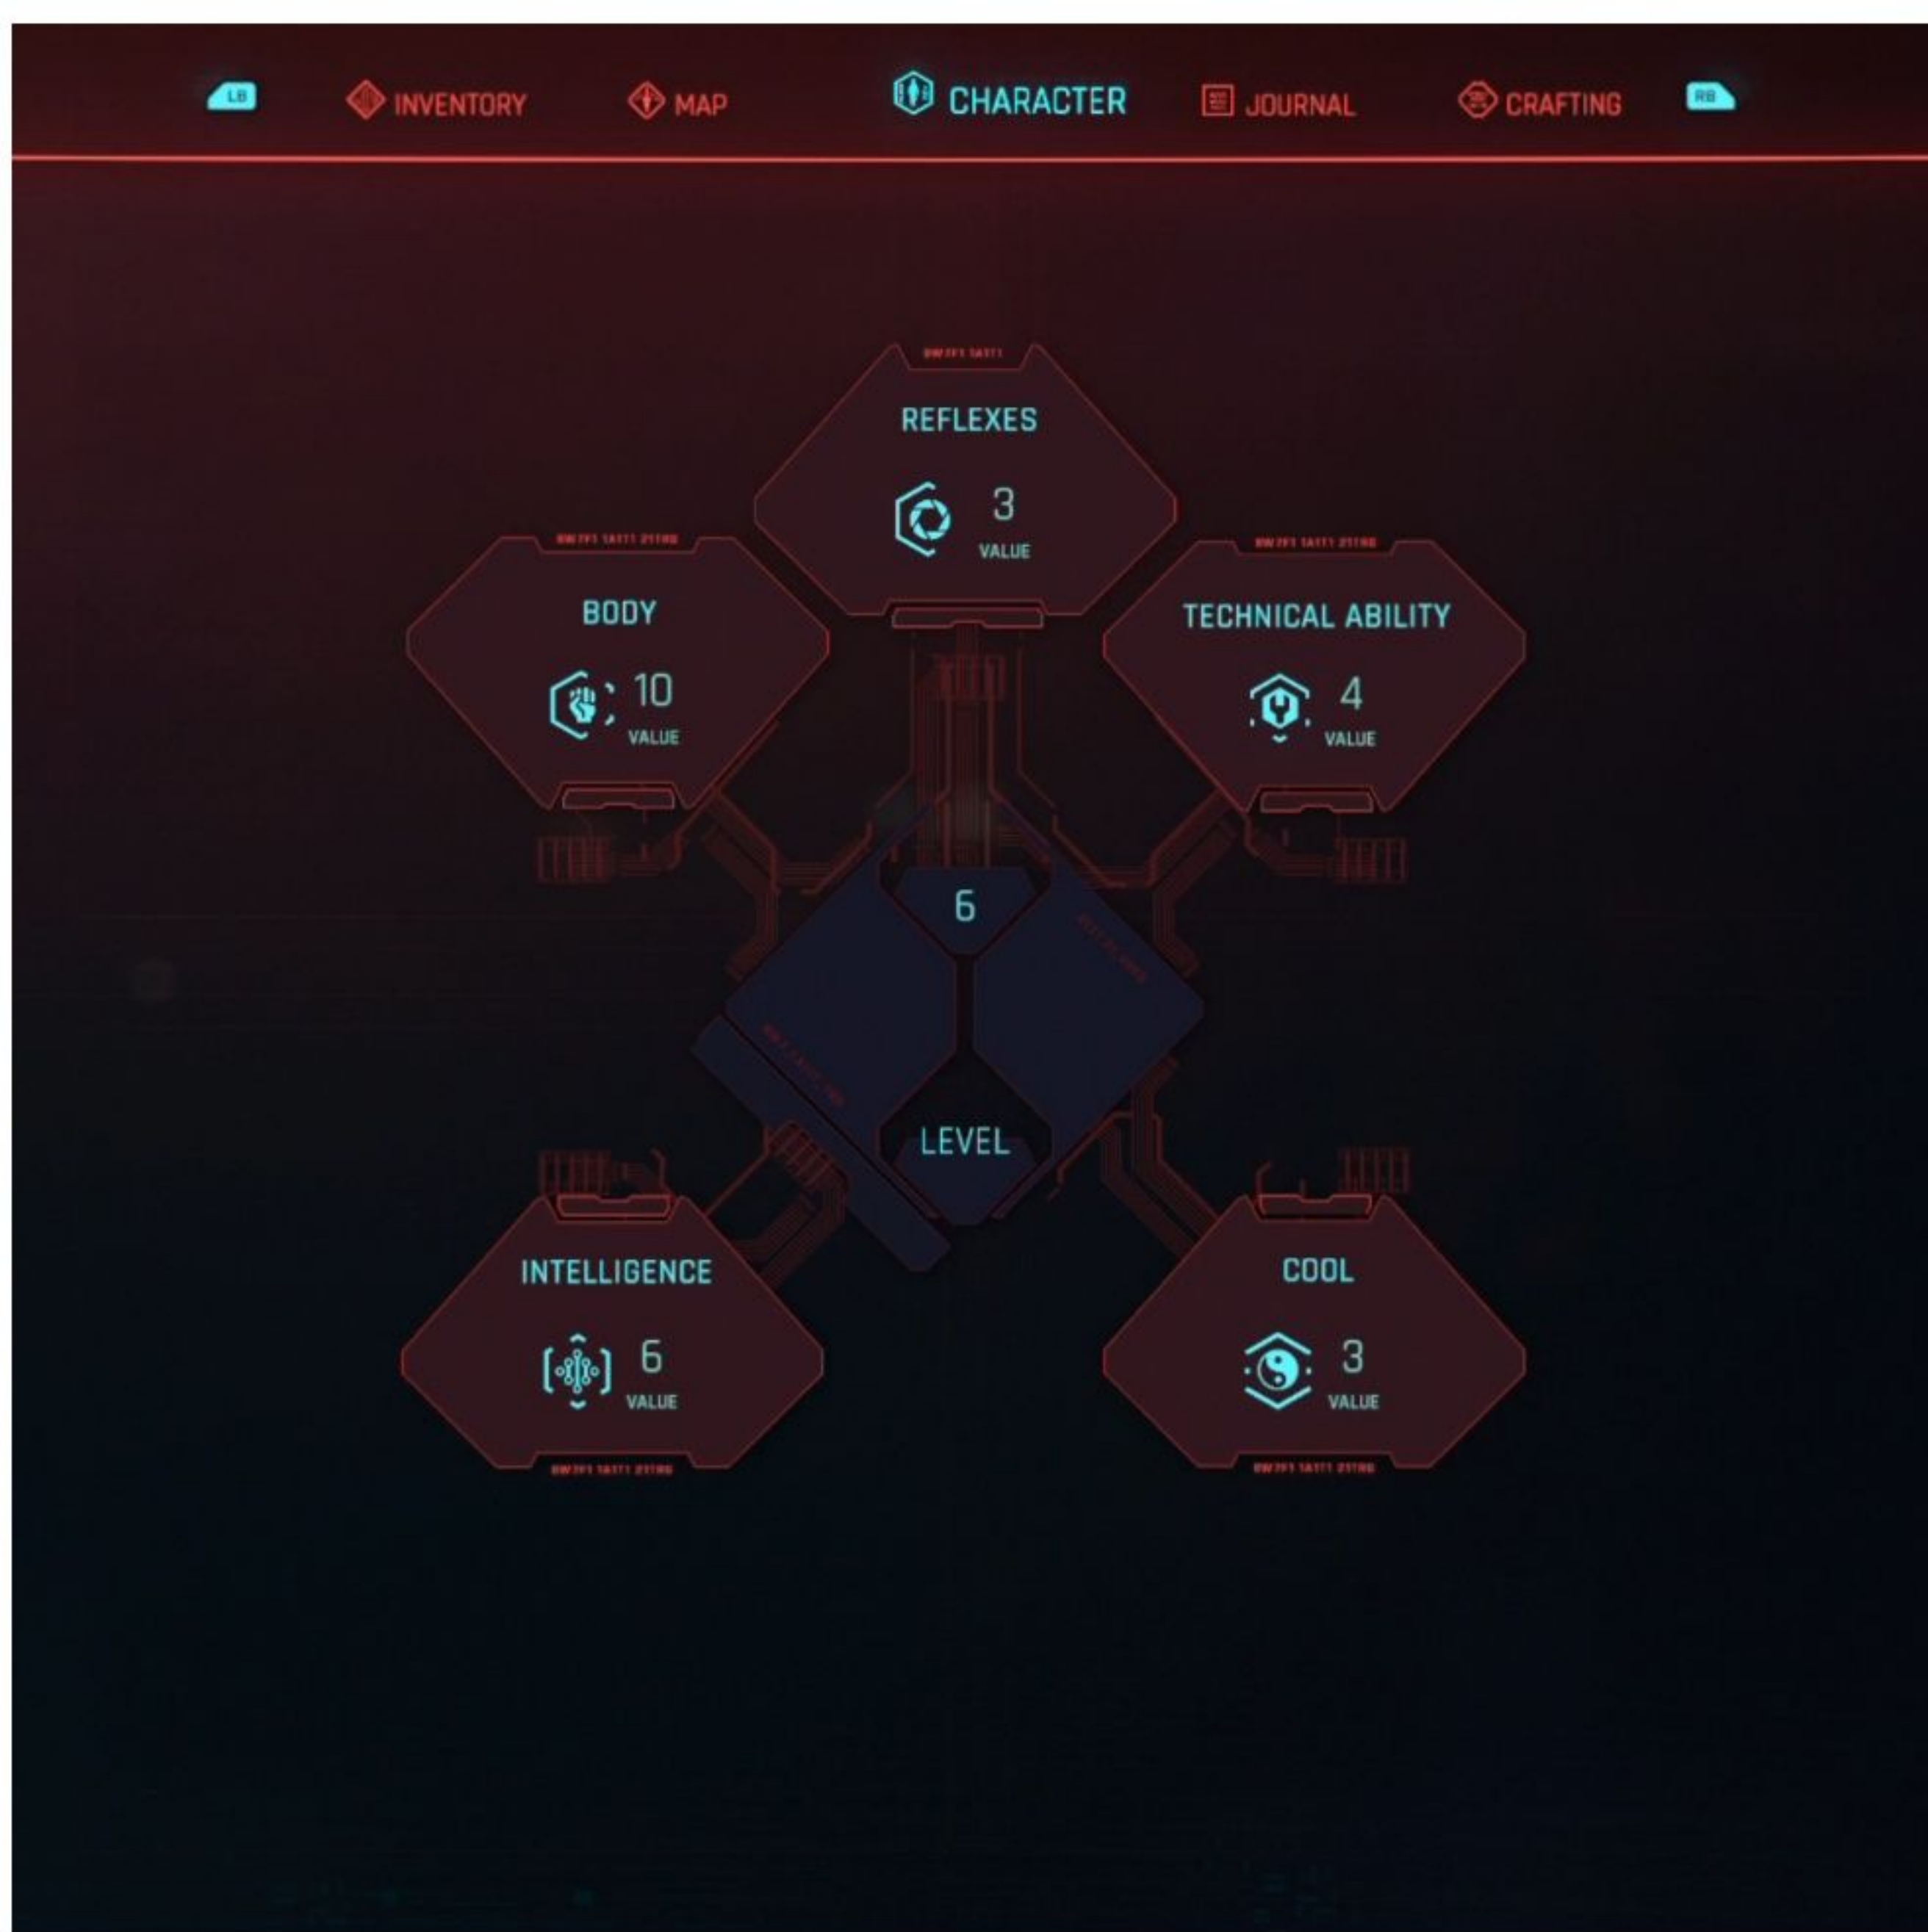 LB INVENTORY MAP CHARACTER JOURNAL CRAFTING RB
REFLEXES
3
VALUE
BODY
10
VALUE
TECHNICAL ABILITY
4
VALUE
6
LEVEL
INTELLIGENCE
6
VALUE
COOL
3
VALUE